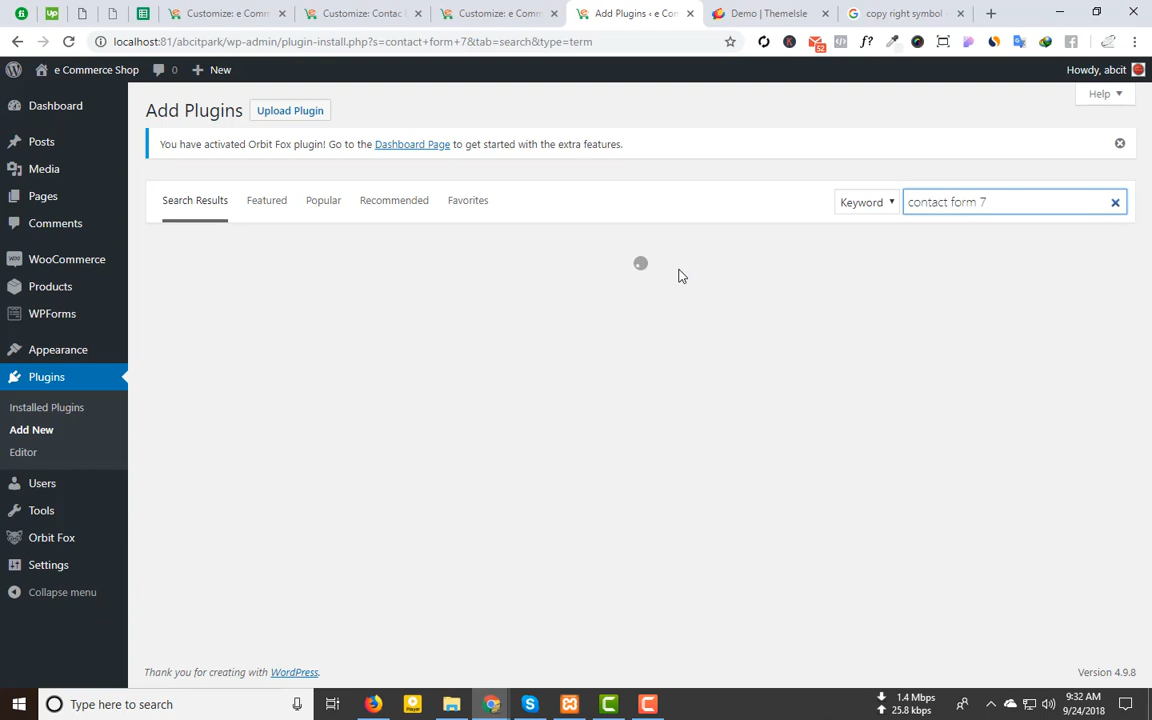 Customize: e Comm
Customize: Contac
Customize: e Comm
Add Plugins < e Con
Demo | ThemeIsle
copy right symbol -
localhost:81/abcitpark/wp-admin/plugin-install.php?s=contact+form+7&tab=search&type=term
52
f?
e Commerce Shop
0
New
Howdy, abcit
Dashboard
Posts
Media
Pages
Comments
WooCommerce
Products
WPForms
Appearance
Plugins
Installed Plugins
Add New
Editor
Users
Tools
Orbit Fox
Settings
Collapse menu
Add Plugins
Upload Plugin
Help
You have activated Orbit Fox plugin! Go to the Dashboard Page to get started with the extra features.
Search Results
Featured
Popular
Recommended
Favorites
Keyword
contact form 7
Thank you for creating with WordPress.
Version 4.9.8
Type here to search
1.4 Mbps
25.8 kbps
9:32 AM
9/24/2018